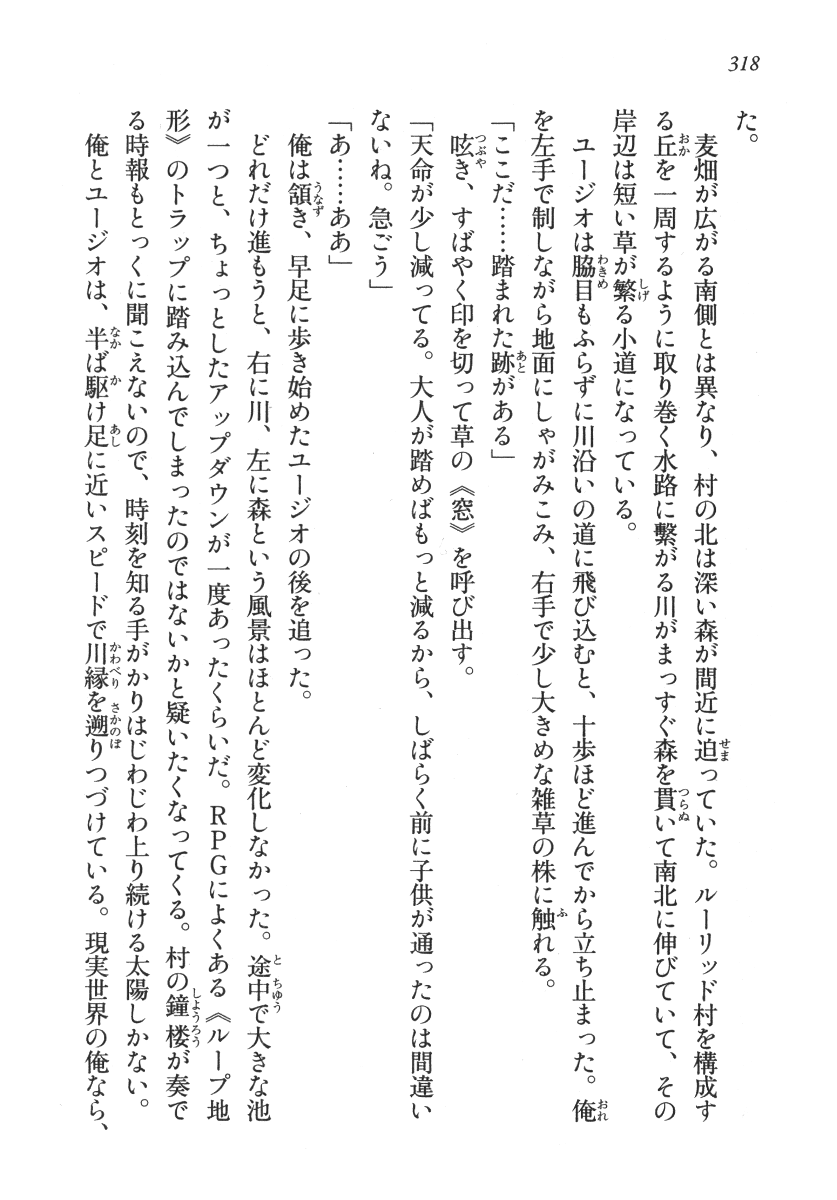 318
た。
　麦畑が広がる南側とは異なり、村の北は深い森が間近に迫っていた。ルーリッド村を構成す
る丘を一周するように取り巻く水路に繋がる川がまっすぐ森を貫いて南北に伸びていて、その
岸辺は短い草が繁る小道になっている。
　ユージオは脇目もふらずに川沿いの道に飛び込むと、十歩ほど進んでから立ち止まった。俺
を左手で制しながら地面にしゃがみこみ、右手で少し大きめな雑草の株に触れる。
「ここだ……踏まれた跡がある」
　呟き、すばやく印を切って草の《窓》を呼び出す。
「天命が少し減ってる。大人が踏めばもっと減るから、しばらく前に子供が通ったのは間違い
ないね。急ごう」
「あ……ああ」
　俺は頷き、早足に歩き始めたユージオの後を追った。
　どれだけ進もうと、右に川、左に森という風景はほとんど変化しなかった。途中で大きな池
が一つと、ちょっとしたアップダウンが一度あったくらいだ。RPGによくある《ループ地
形》のトラップに踏み込んでしまったのではないかと疑いたくなってくる。村の鐘楼が奏で
る時報もとっくに聞こえないので、時刻を知る手がかりはじわじわ上り続ける太陽しかない。
　俺とユージオは、半ば駆け足に近いスピードで川縁を遡りつづけている。現実世界の俺なら、